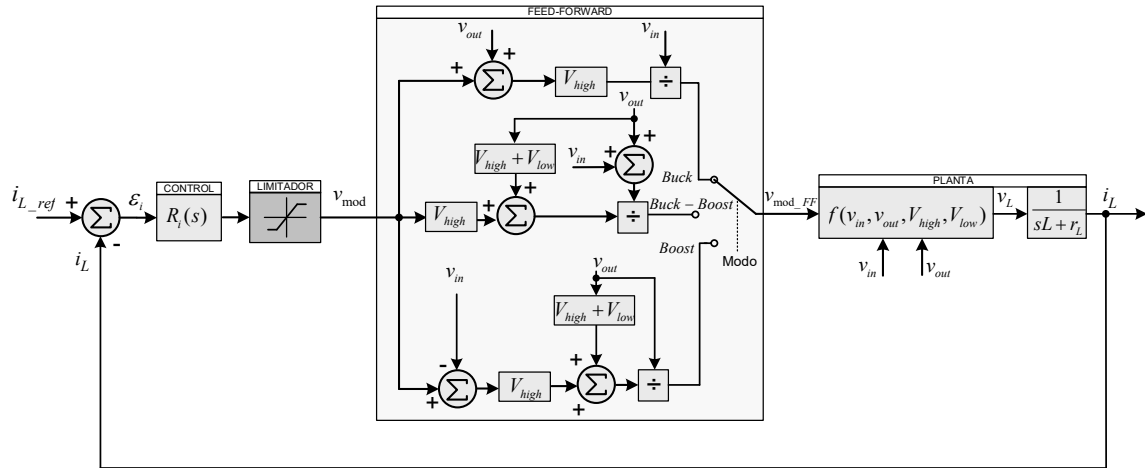 FEED-FORWARD
v_out
v_in
+
+
Σ
V_high
÷
v_out
V_high + V_low
v_in
+
+
Σ
CONTROL
LIMITADOR
Buck
PLANTA
i_L_ref
+
Σ
-
ε_i
R_i(s)
v_mod
V_high
+
+
Σ
÷
Buck – Boost
v_mod_FF
f(v_in, v_out, V_high, V_low)
v_L
1
sL + r_L
i_L
Boost
Modo
i_L
v_in
v_out
v_in
v_out
V_high + V_low
-
+
Σ
V_high
+
+
Σ
÷